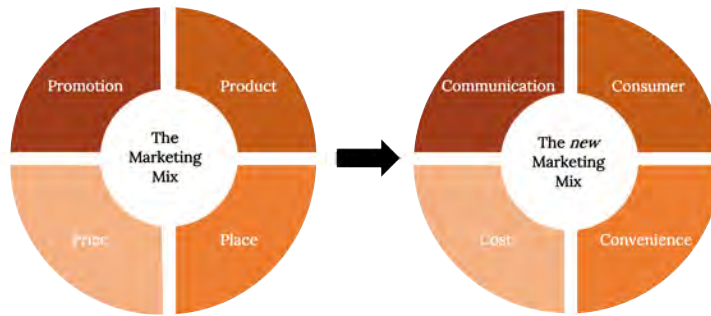 Promotion
Product
The
Marketing
Mix
Price
Place
Communication
Consumer
The new
Marketing
Mix
Cost
Convenience